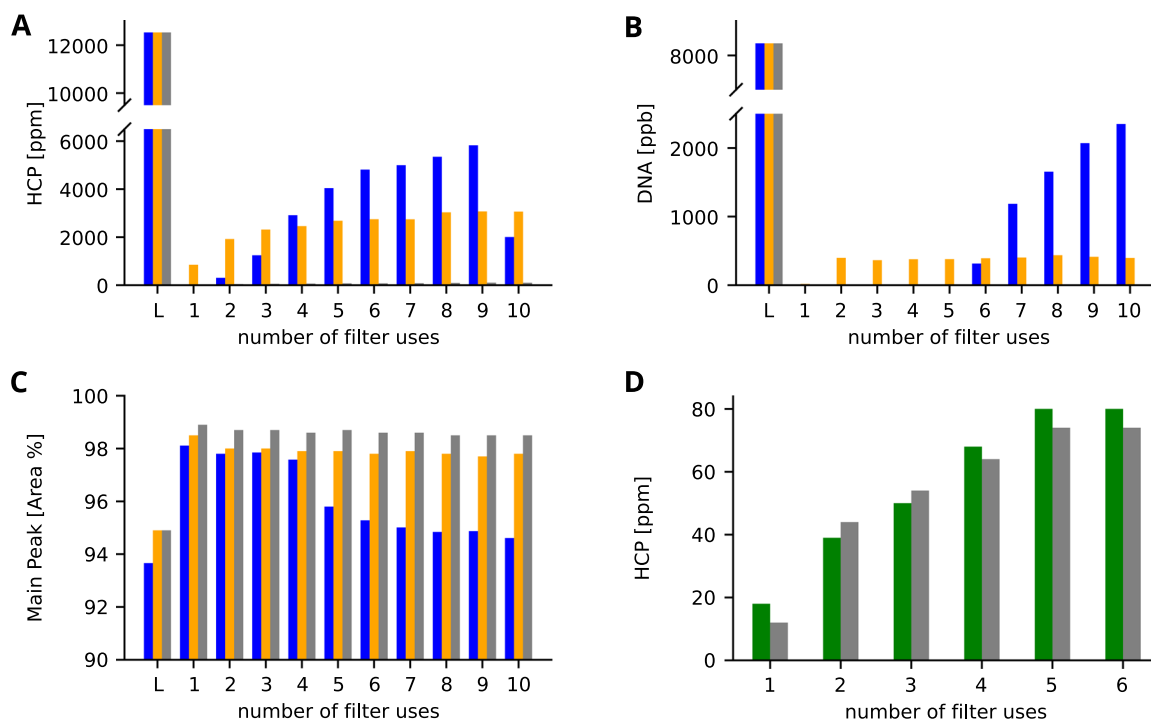 A
HCP [ppm]
12000
10000
6000
4000
2000
0
L 1 2 3 4 5 6 7 8 9 10
number of filter uses
B
DNA [ppb]
8000
2000
1000
0
L 1 2 3 4 5 6 7 8 9 10
number of filter uses
C
Main Peak [Area %]
100
98
96
94
92
90
L 1 2 3 4 5 6 7 8 9 10
number of filter uses
D
HCP [ppm]
80
60
40
20
0
1 2 3 4 5 6
number of filter uses